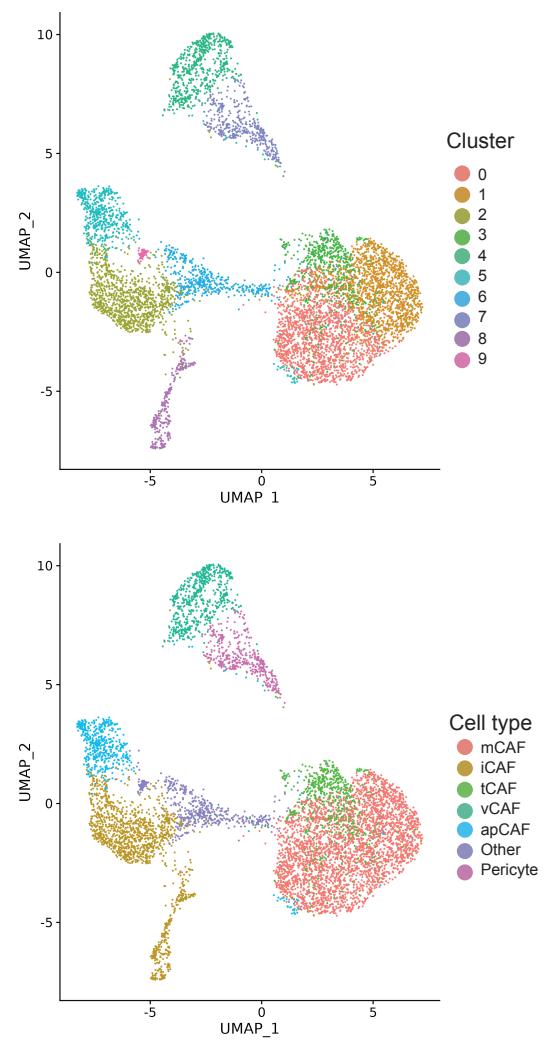 10
5
0
-5
UMAP_2
-5
0
5
UMAP_1
Cluster
0
1
2
3
4
5
6
7
8
9
10
5
0
-5
UMAP_2
-5
0
5
UMAP_1
Cell type
mCAF
iCAF
tCAF
vCAF
apCAF
Other
Pericyte